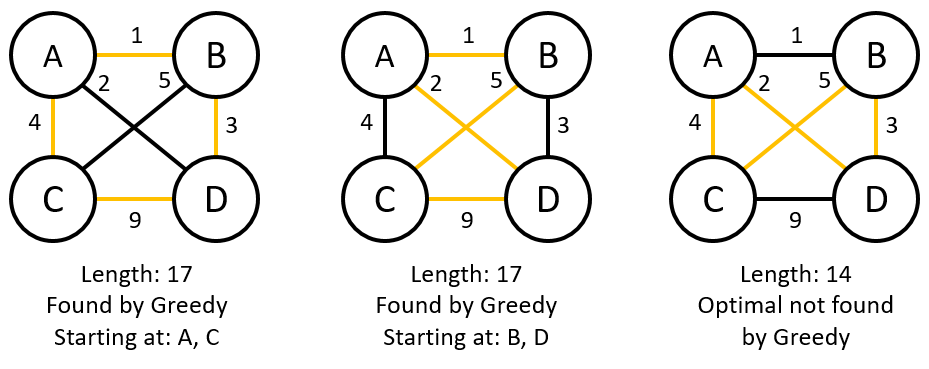 A 1 B
2 5
4 3
C D
9
Length: 17
Found by Greedy
Starting at: A, C
A 1 B
2 5
4 3
C D
9
Length: 17
Found by Greedy
Starting at: B, D
A 1 B
2 5
4 3
C D
9
Length: 14
Optimal not found
by Greedy